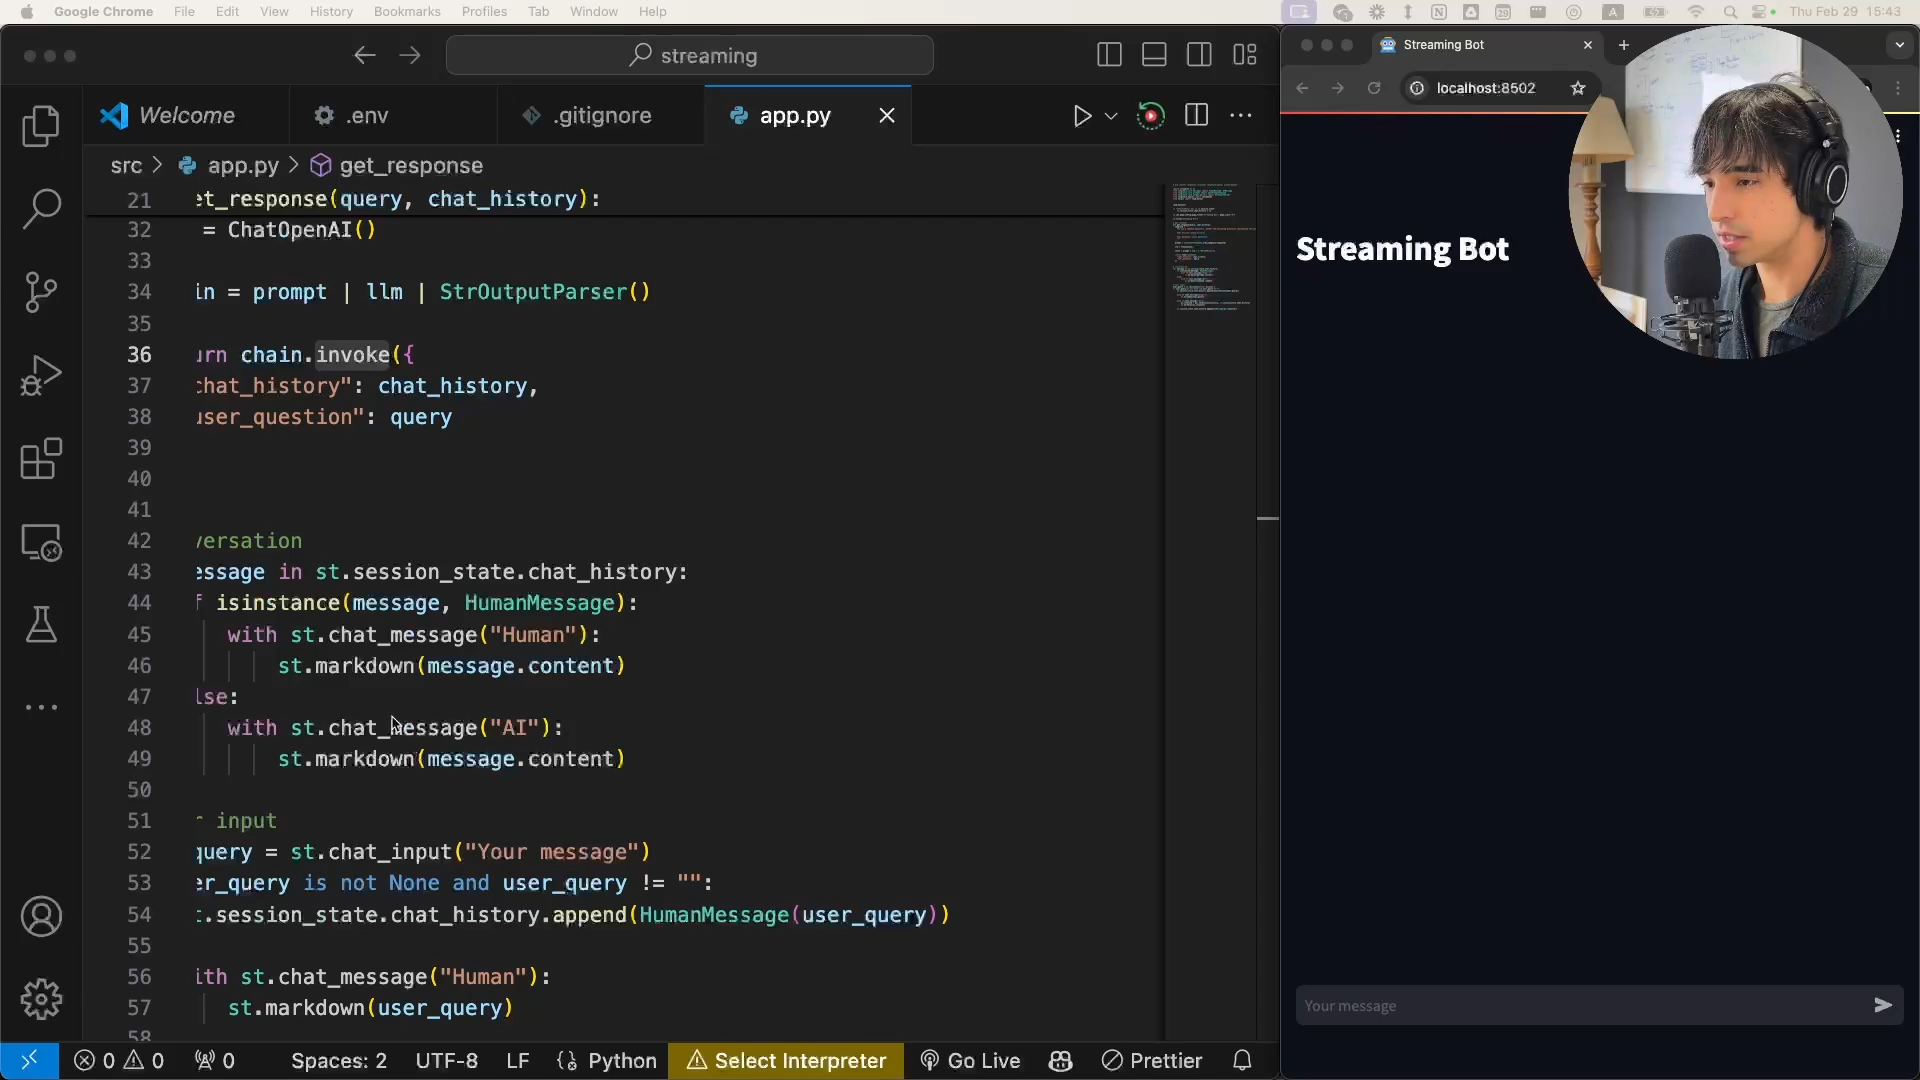 Google Chrome File Edit View History Bookmarks Profiles Tab Window Help
Thu Feb 29 15:43
streaming
Welcome
.env
.gitignore
app.py
src > app.py > get_response
21 et_response(query, chat_history):
32 = ChatOpenAI()
33
34 in = prompt | llm | StrOutputParser()
35
36 urn chain.invoke({
37 chat_history": chat_history,
38 user_question": query
39
40
41
42 versation
43 essage in st.session_state.chat_history:
44 f isinstance(message, HumanMessage):
45 with st.chat_message("Human"):
46 st.markdown(message.content)
47 lse:
48 with st.chat_message("AI"):
49 st.markdown(message.content)
50
51 r input
52 query = st.chat_input("Your message")
53 er_query is not None and user_query != "":
54 t.session_state.chat_history.append(HumanMessage(user_query))
55
56 ith st.chat_message("Human"):
57 st.markdown(user_query)
58
0 0 0 Spaces: 2 UTF-8 LF {} Python Select Interpreter Go Live Prettier
Streaming Bot
localhost:8502
Streaming Bot
Your message